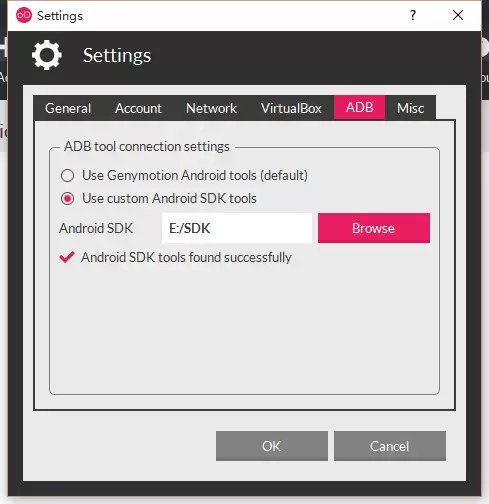 Settings
?
Settings
General Account Network VirtualBox ADB Misc
ADB tool connection settings
Use Genymotion Android tools (default)
Use custom Android SDK tools
Android SDK E:/SDK Browse
Android SDK tools found successfully
OK Cancel